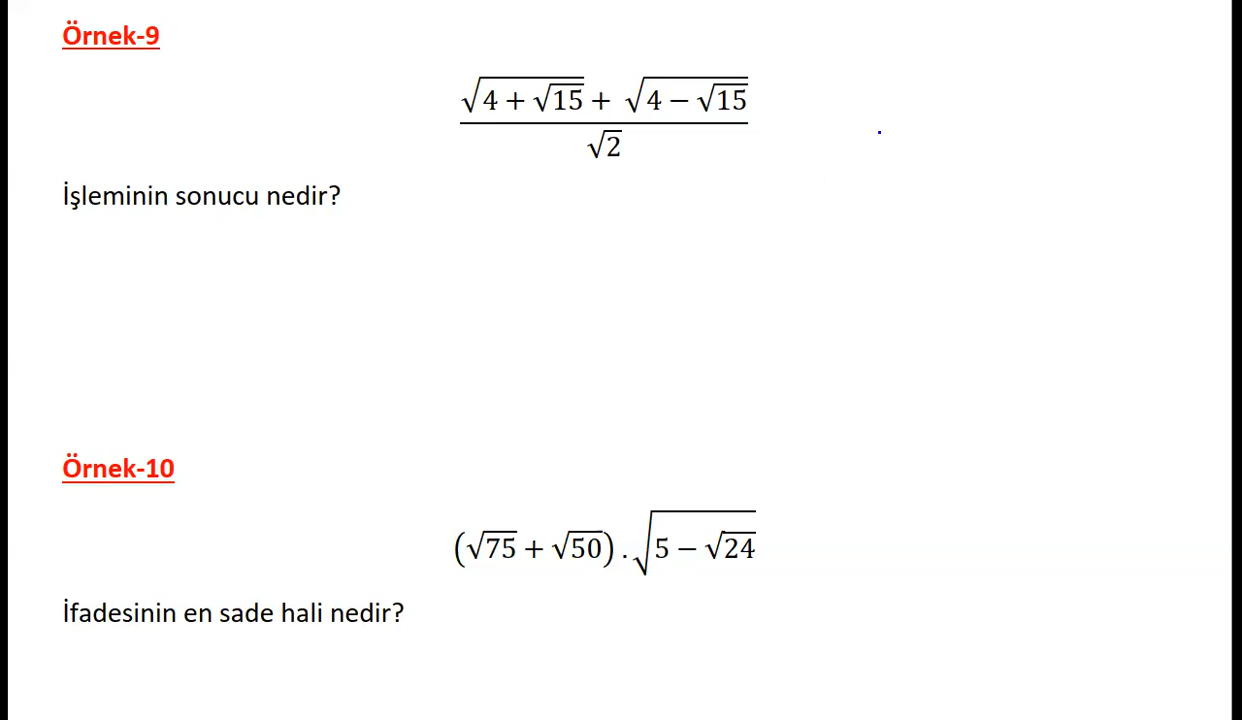 Örnek-9
√(4 + √15) + √(4 − √15)
√2
İşleminin sonucu nedir?
Örnek-10
(√75 + √50) . √(5 − √24)
İfadesinin en sade hali nedir?